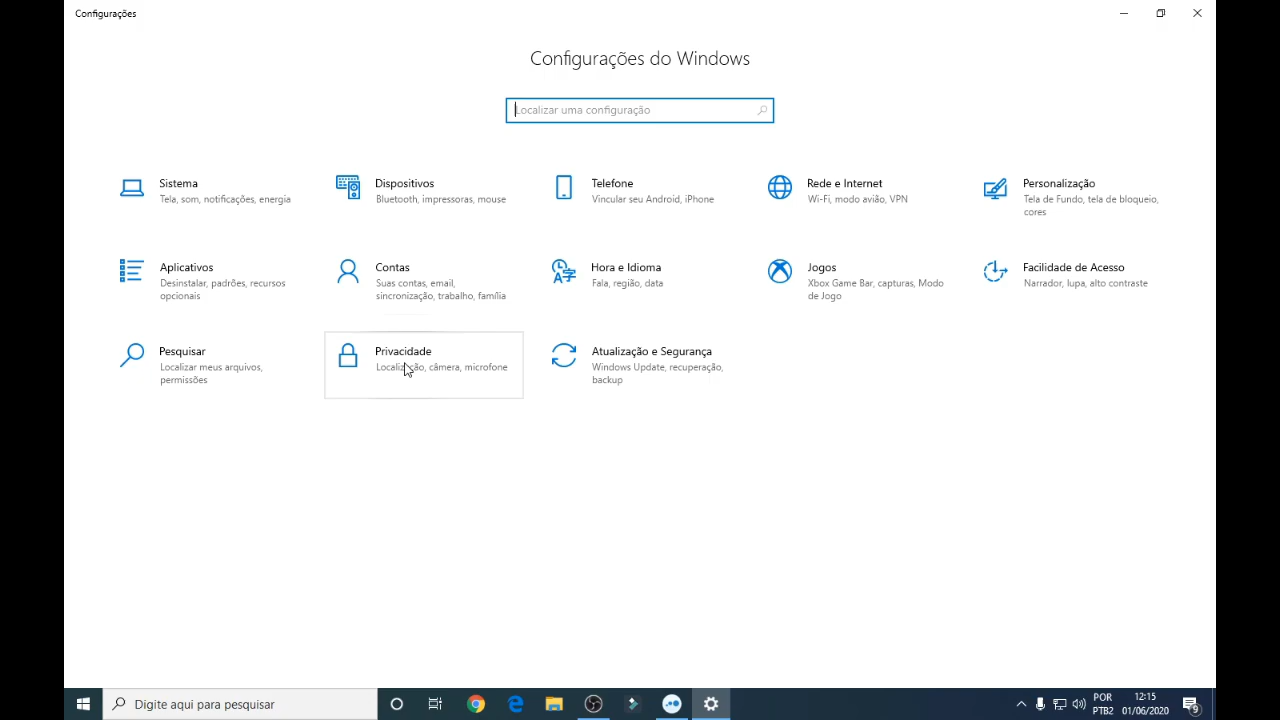 Configurações
Configurações do Windows
Localizar uma configuração
Sistema
Tela, som, notificações, energia
Dispositivos
Bluetooth, impressoras, mouse
Telefone
Vincular seu Android, iPhone
Rede e Internet
Wi-Fi, modo avião, VPN
Personalização
Tela de Fundo, tela de bloqueio,
cores
Aplicativos
Desinstalar, padrões, recursos
opcionais
Contas
Suas contas, email,
sincronização, trabalho, família
Hora e Idioma
Fala, região, data
Jogos
Xbox Game Bar, capturas, Modo
de Jogo
Facilidade de Acesso
Narrador, lupa, alto contraste
Pesquisar
Localizar meus arquivos,
permissões
Privacidade
Localização, câmera, microfone
Atualização e Segurança
Windows Update, recuperação,
backup
Digite aqui para pesquisar
POR
PTB2
12:15
01/06/2020
9